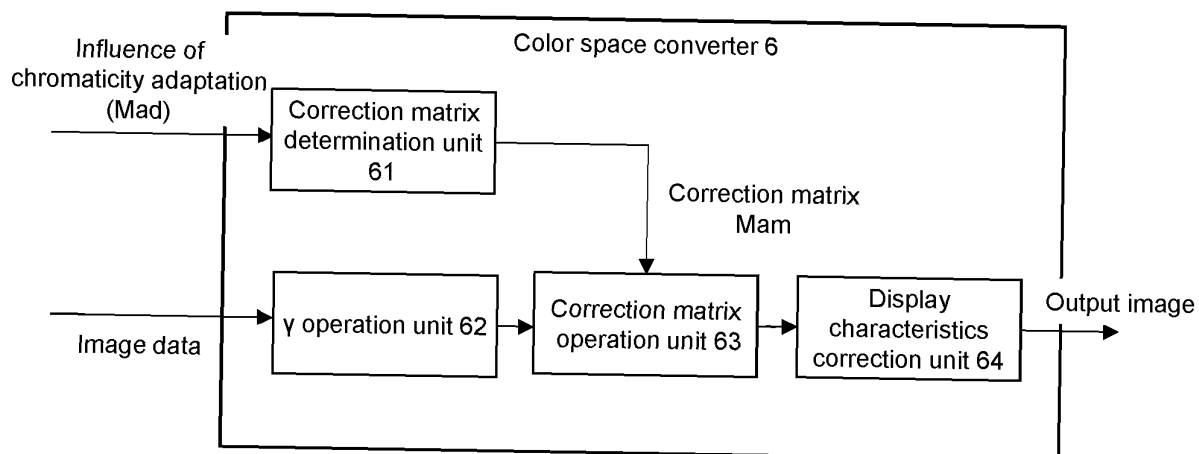 Influence of
chromaticity adaptation
(Mad)
Color space converter 6
Correction matrix
determination unit
61
Correction matrix
Mam
Image data
γ operation unit 62
Correction matrix
operation unit 63
Display
characteristics
correction unit 64
Output image